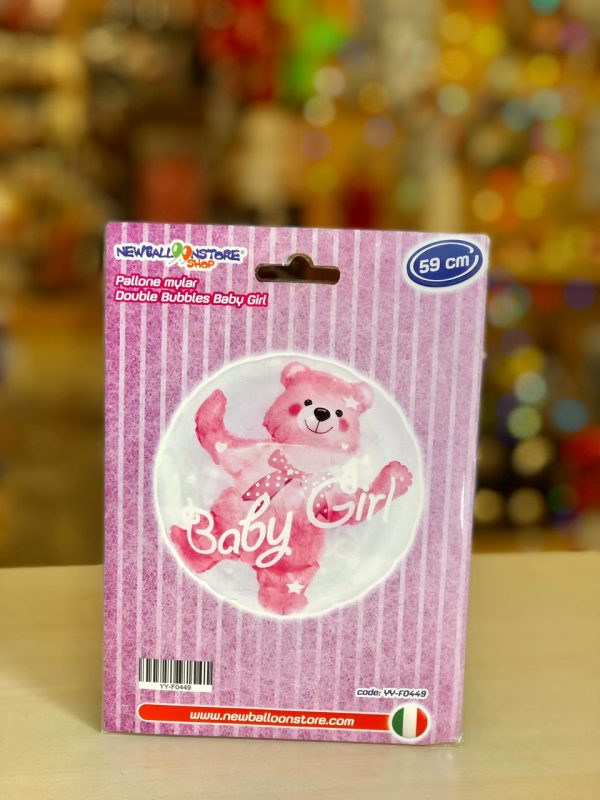 NEWBALLOONSTORE
SHOP
Pallone mylar
Double Bubbles Baby Girl
59 cm
Baby Girl
YY-F0449
code: YY-F0449
www.newballoonstore.com